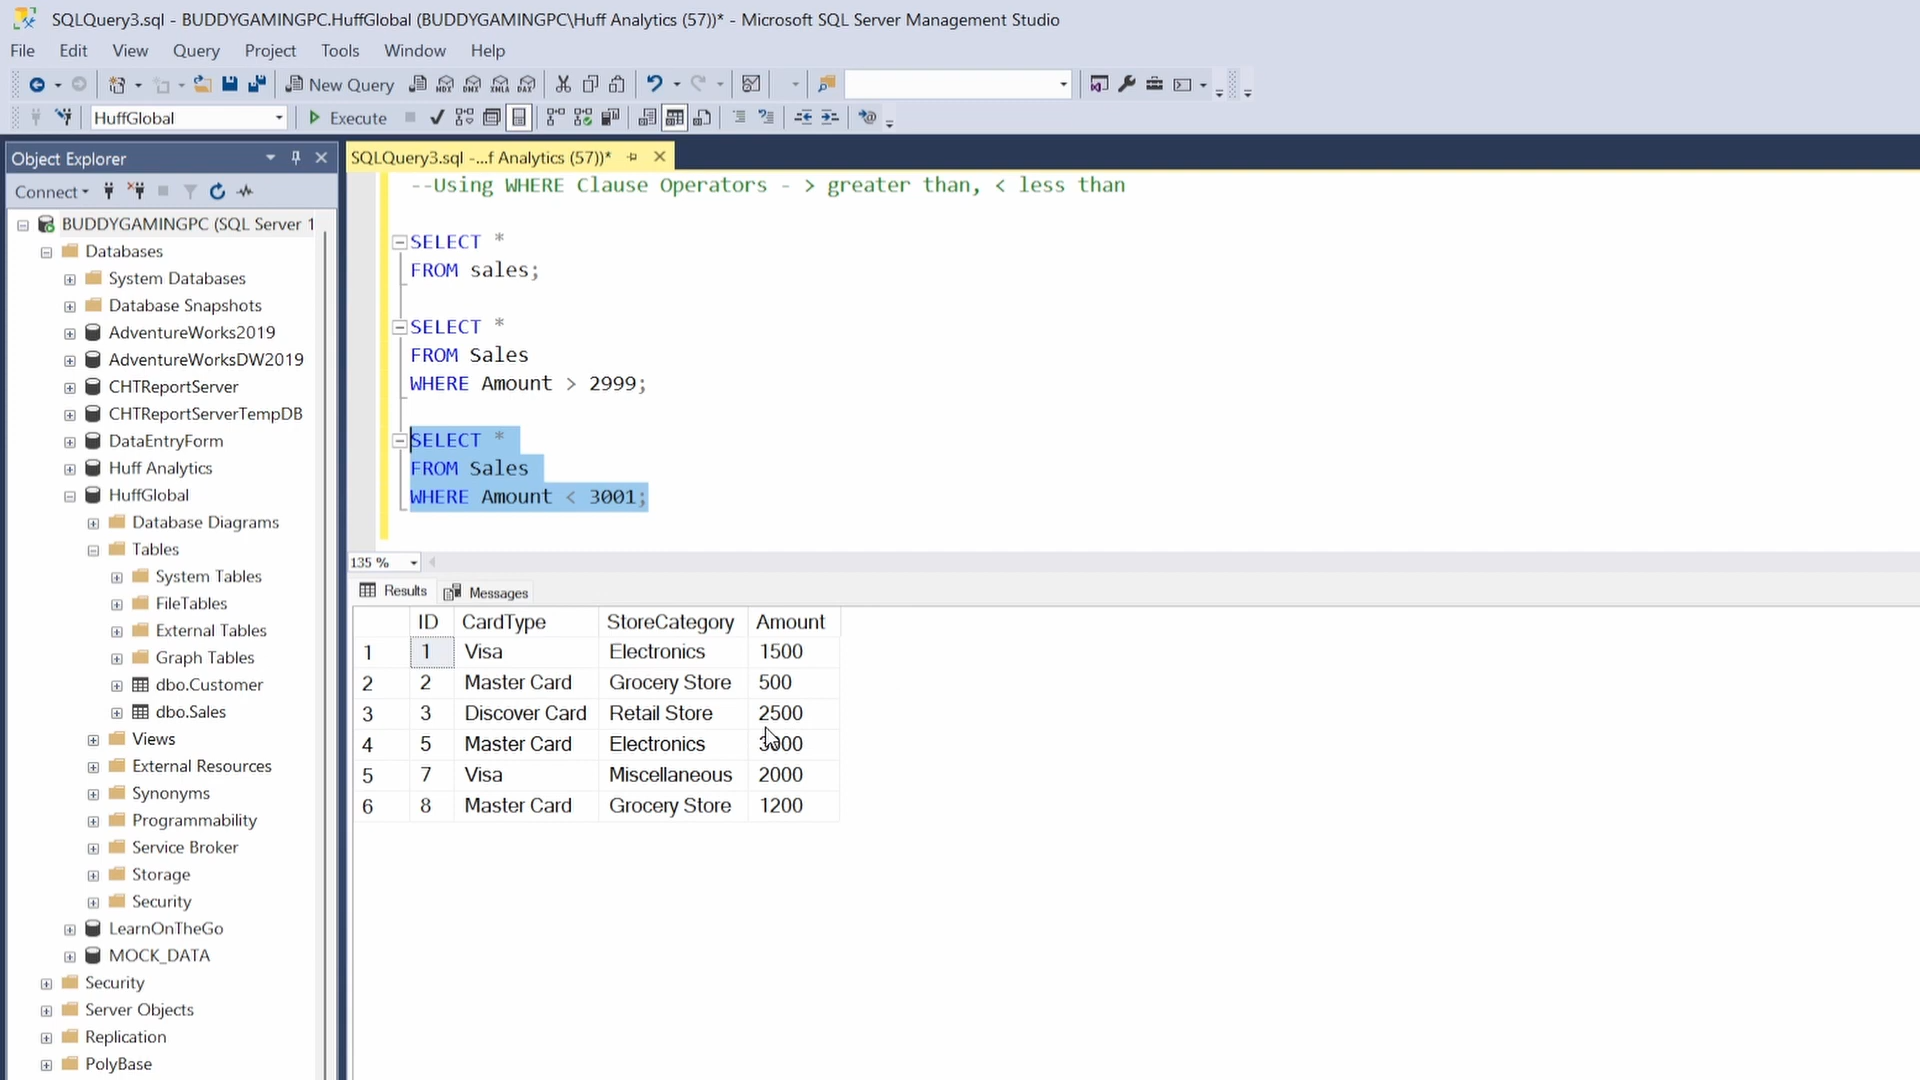 SQLQuery3.sql - BUDDYGAMINGPC.HuffGlobal (BUDDYGAMINGPC\Huff Analytics (57))* - Microsoft SQL Server Management Studio
File Edit View Query Project Tools Window Help
New Query MDX DMX XMLA DAX
HuffGlobal Execute
Object Explorer
SQLQuery3.sql -...f Analytics (57))*
Connect
--Using WHERE Clause Operators - > greater than, < less than
BUDDYGAMINGPC (SQL Server 1
Databases
System Databases
Database Snapshots
AdventureWorks2019
AdventureWorksDW2019
CHTReportServer
CHTReportServerTempDB
DataEntryForm
Huff Analytics
HuffGlobal
Database Diagrams
Tables
System Tables
FileTables
External Tables
Graph Tables
dbo.Customer
dbo.Sales
Views
External Resources
Synonyms
Programmability
Service Broker
Storage
Security
LearnOnTheGo
MOCK_DATA
Security
Server Objects
Replication
PolyBase
SELECT *
FROM sales;
SELECT *
FROM Sales
WHERE Amount > 2999;
SELECT *
FROM Sales
WHERE Amount < 3001;
135 %
Results Messages
ID CardType StoreCategory Amount
1 1 Visa Electronics 1500
2 2 Master Card Grocery Store 500
3 3 Discover Card Retail Store 2500
4 5 Master Card Electronics 3000
5 7 Visa Miscellaneous 2000
6 8 Master Card Grocery Store 1200